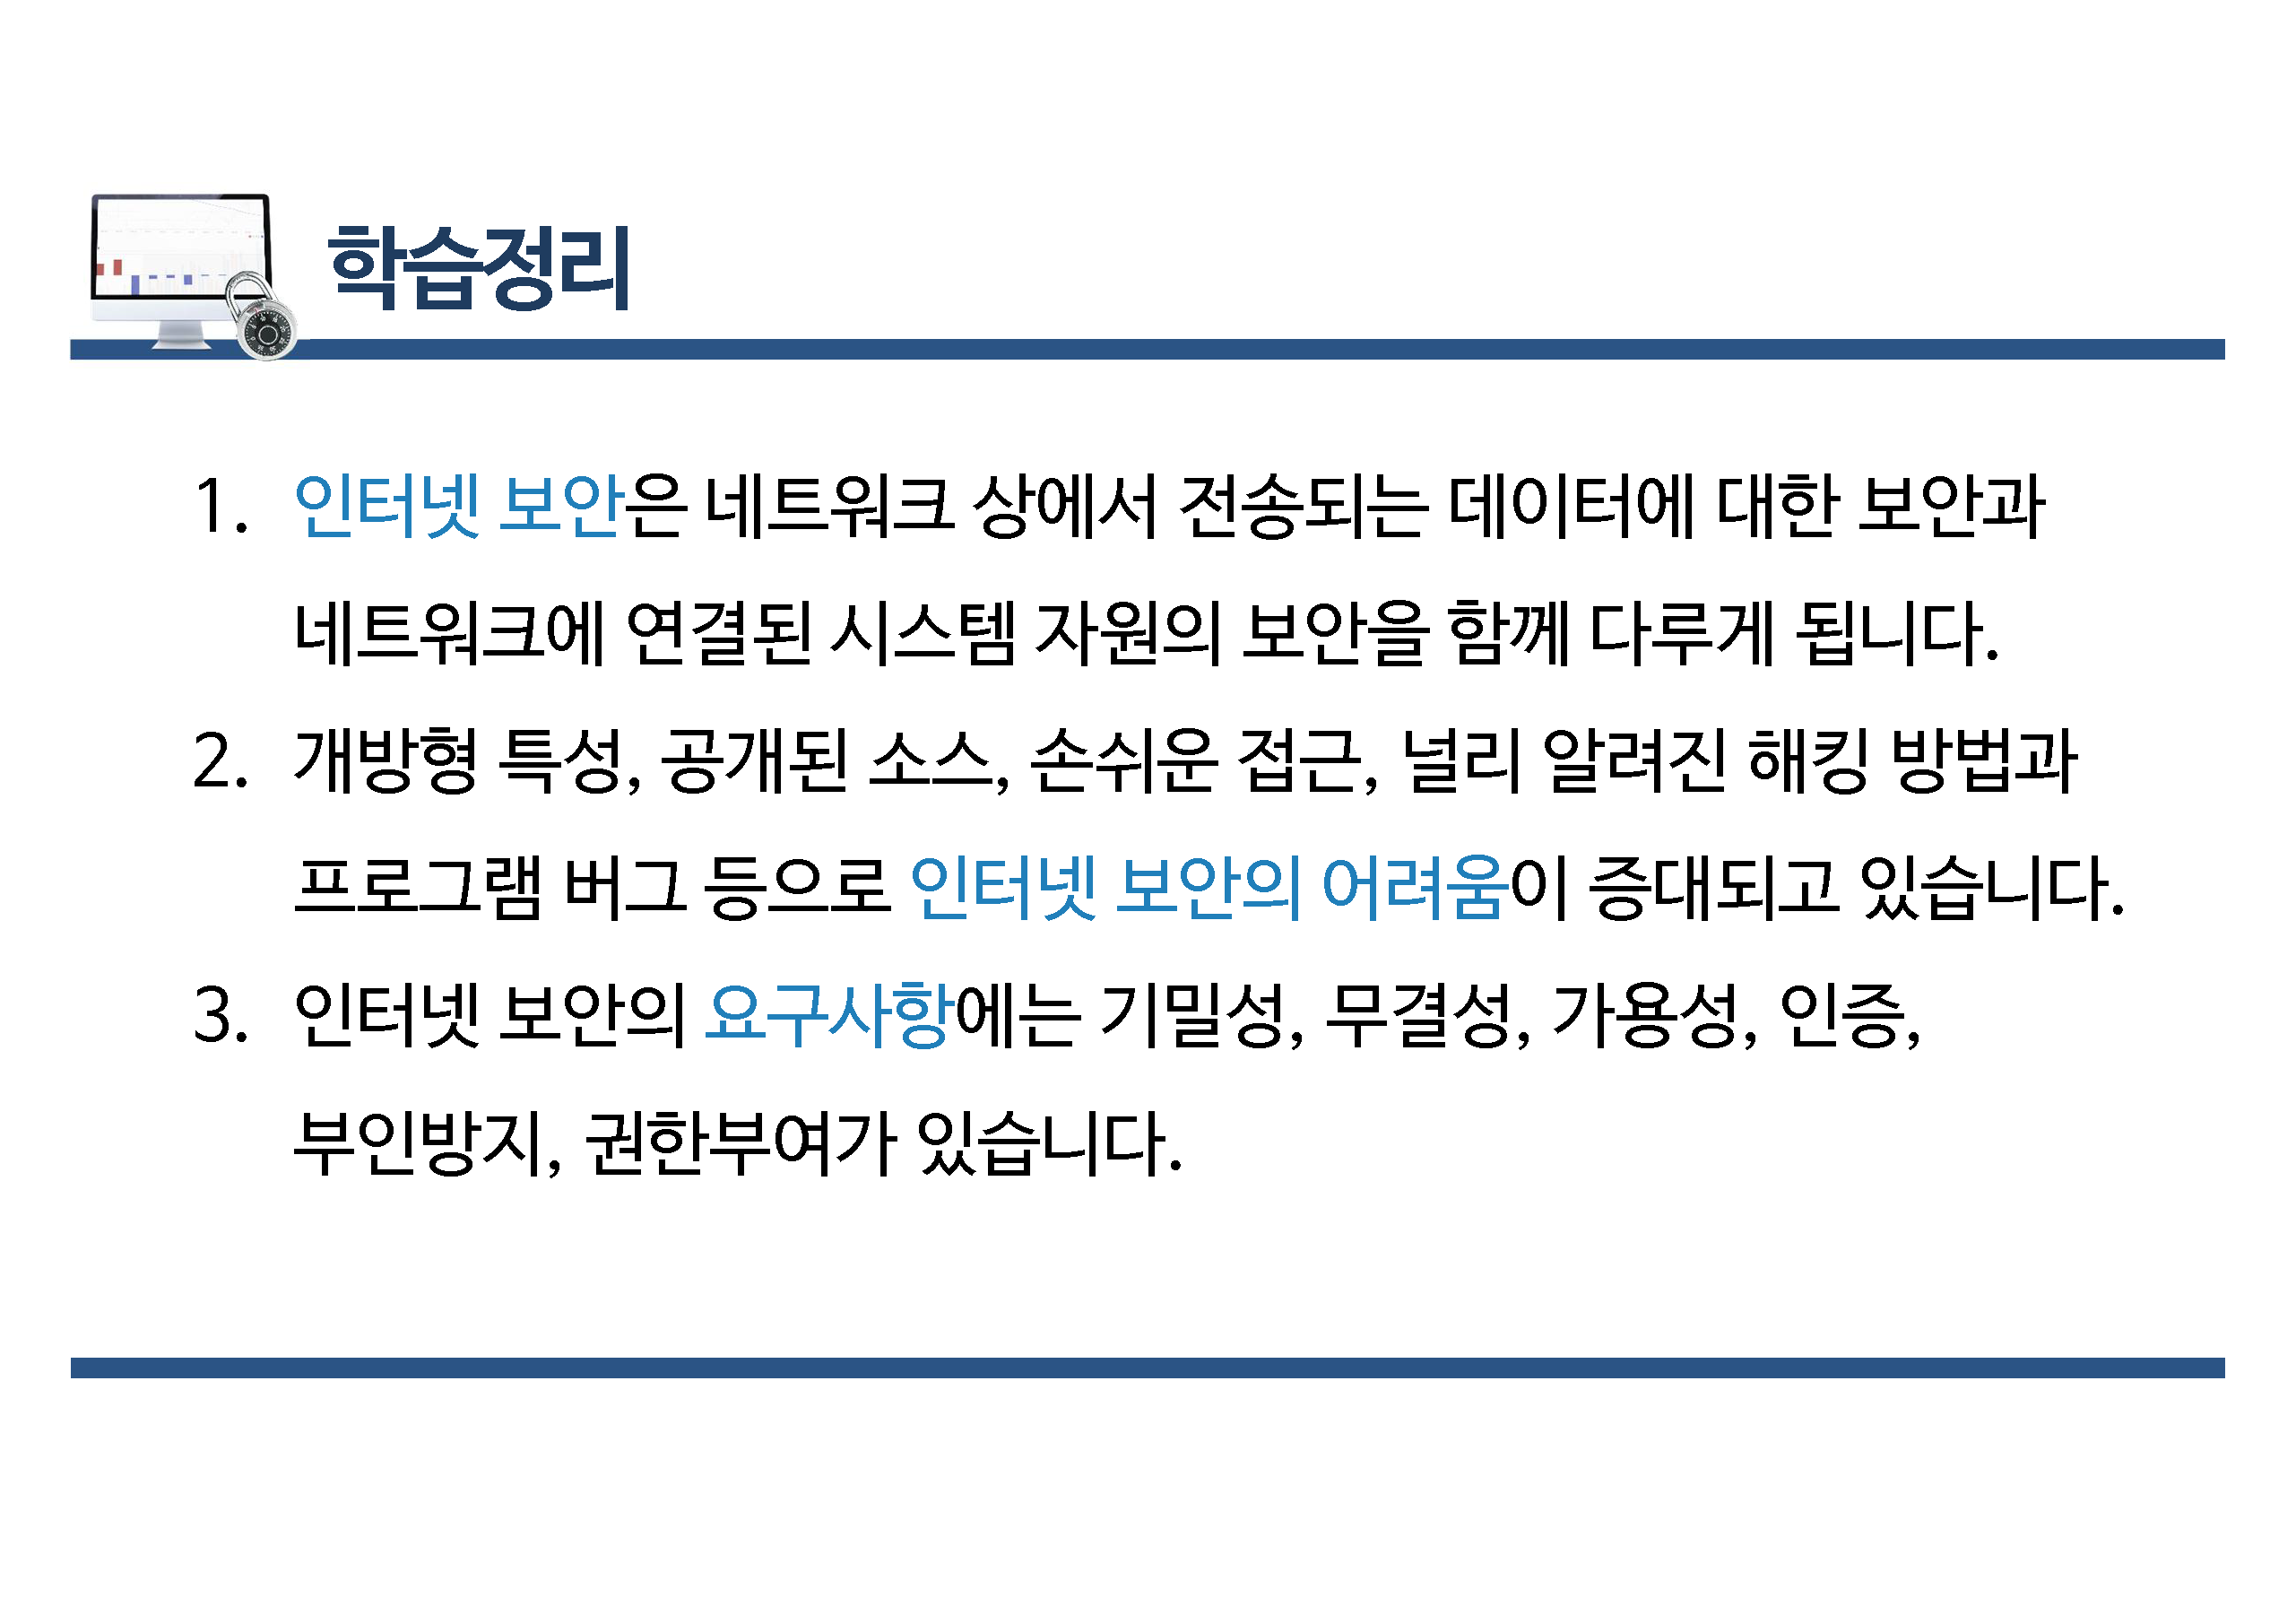 학습정리
1. 인터넷 보안은 네트워크 상에서 전송되는 데이터에 대한 보안과
네트워크에 연결된 시스템 자원의 보안을 함께 다루게 됩니다.
2. 개방형 특성, 공개된 소스, 손쉬운 접근, 널리 알려진 해킹 방법과
프로그램 버그 등으로 인터넷 보안의 어려움이 증대되고 있습니다.
3. 인터넷 보안의 요구사항에는 기밀성, 무결성, 가용성, 인증,
부인방지, 권한부여가 있습니다.